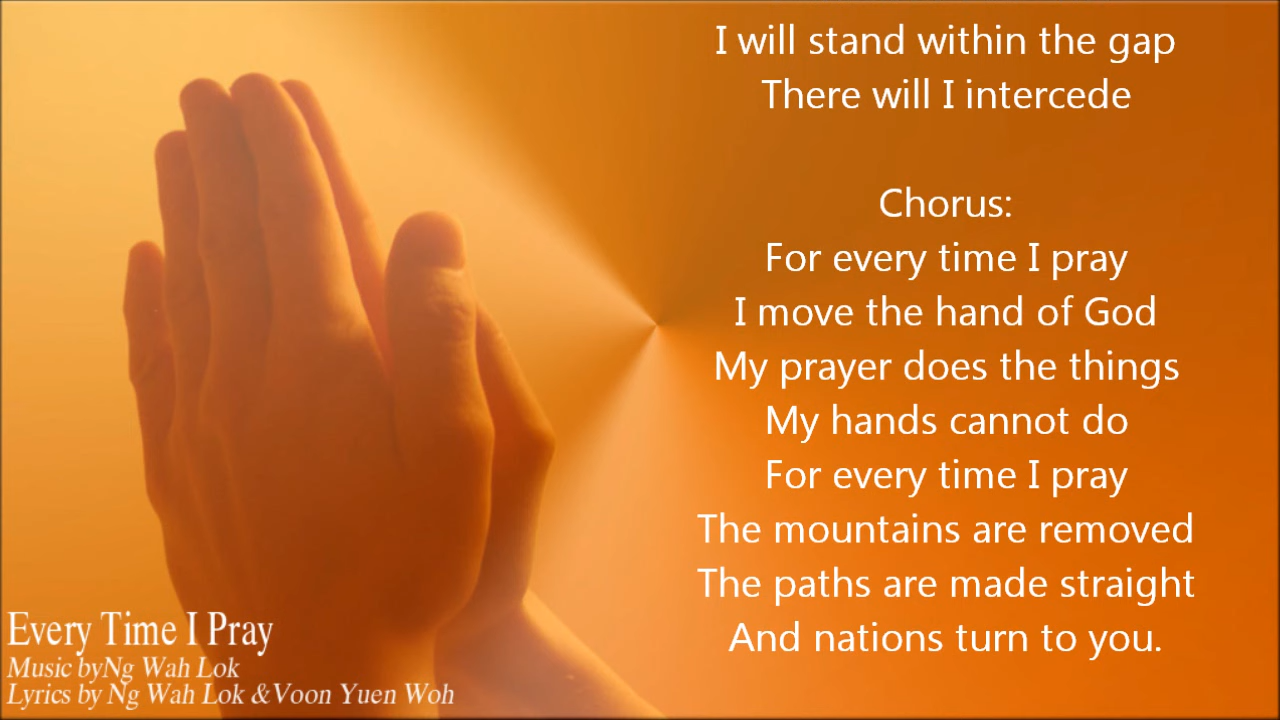 I will stand within the gap
There will I intercede
Chorus:
For every time I pray
I move the hand of God
My prayer does the things
My hands cannot do
For every time I pray
The mountains are removed
The paths are made straight
And nations turn to you.
Every Time I Pray
Music byNg Wah Lok
Lyrics by Ng Wah Lok &Voon Yuen Woh